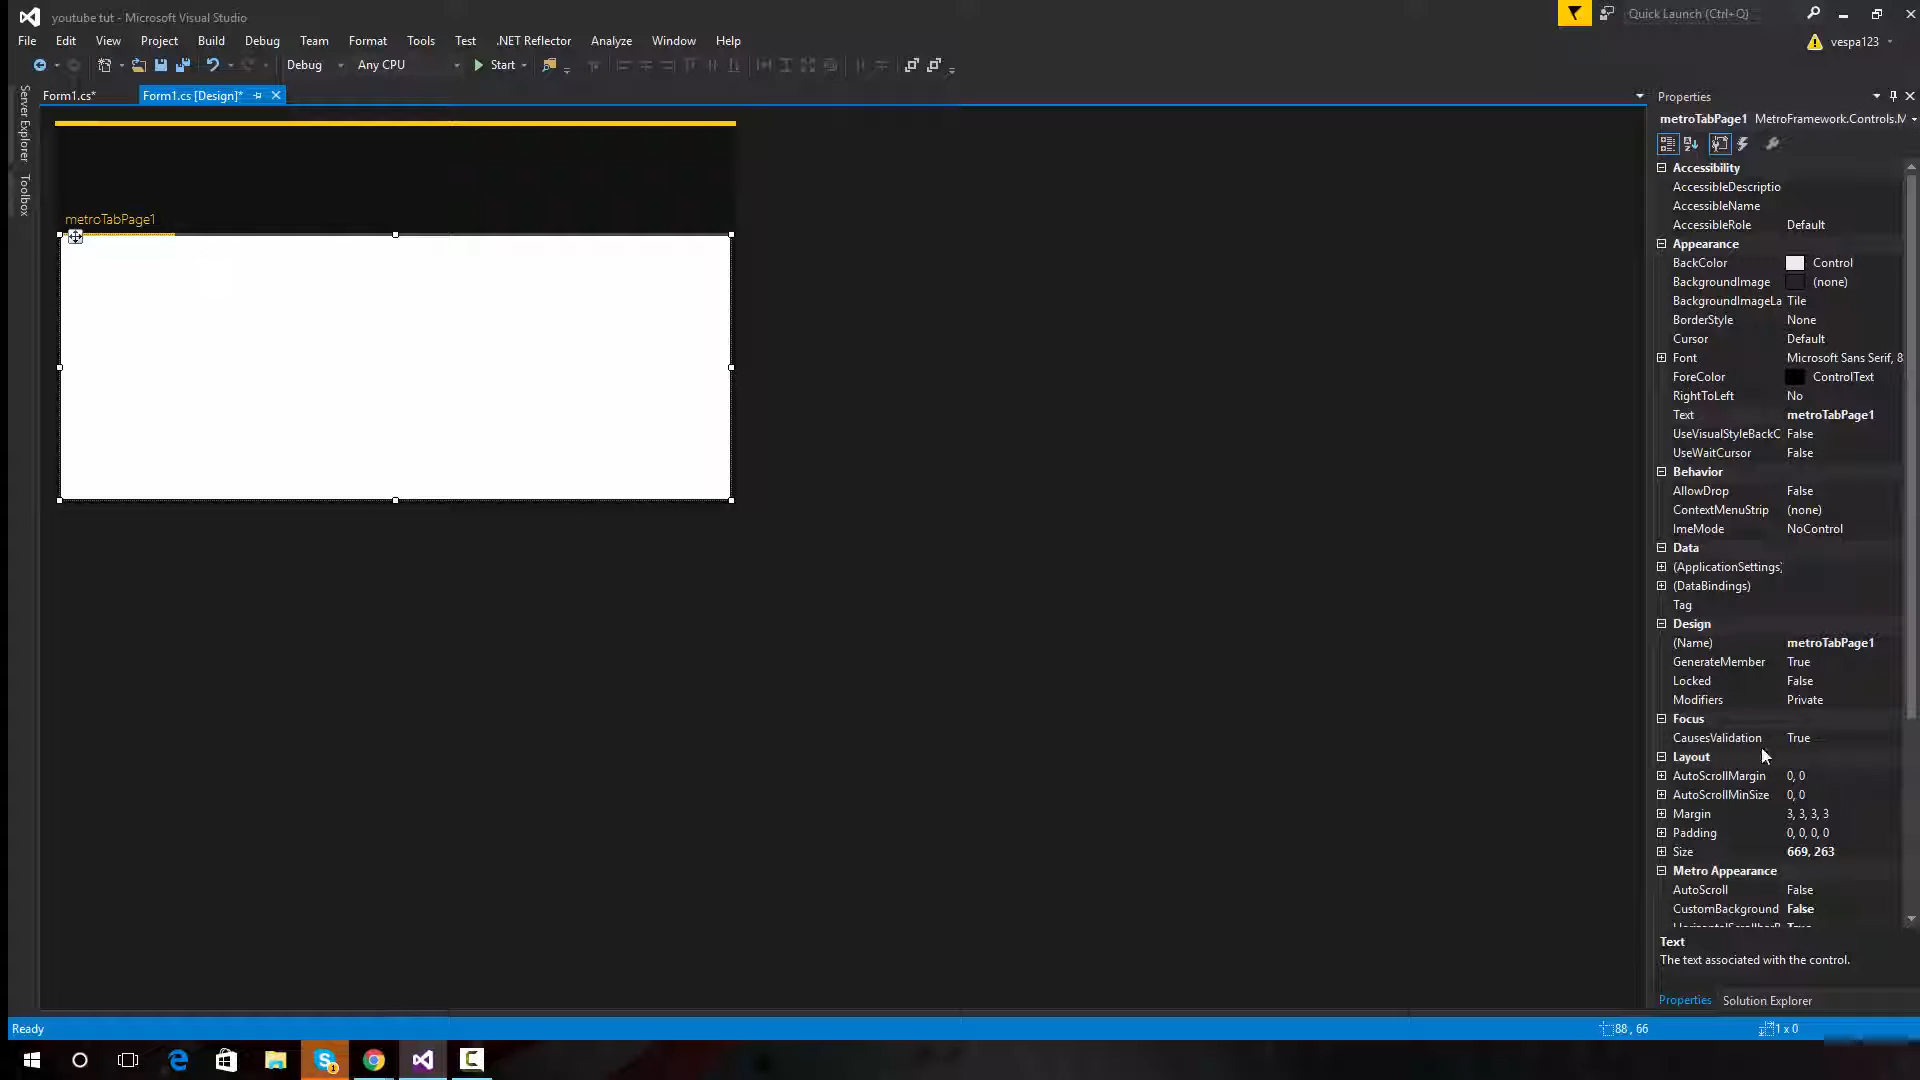 youtube tut - Microsoft Visual Studio
Quick Launch (Ctrl+Q)
File Edit View Project Build Debug Team Format Tools Test .NET Reflector Analyze Window Help
vespa123
Debug Any CPU Start
Form1.cs* Form1.cs [Design]*
Server Explorer
Toolbox
metroTabPage1
Properties
metroTabPage1 MetroFramework.Controls.M
Accessibility
AccessibleDescriptio
AccessibleName
AccessibleRole Default
Appearance
BackColor Control
BackgroundImage (none)
BackgroundImageLa Tile
BorderStyle None
Cursor Default
Font Microsoft Sans Serif, 8
ForeColor ControlText
RightToLeft No
Text metroTabPage1
UseVisualStyleBackC False
UseWaitCursor False
Behavior
AllowDrop False
ContextMenuStrip (none)
ImeMode NoControl
Data
(ApplicationSettings)
(DataBindings)
Tag
Design
(Name) metroTabPage1
GenerateMember True
Locked False
Modifiers Private
Focus
CausesValidation True
Layout
AutoScrollMargin 0, 0
AutoScrollMinSize 0, 0
Margin 3, 3, 3, 3
Padding 0, 0, 0, 0
Size 669, 263
Metro Appearance
AutoScroll False
CustomBackground False
Text
The text associated with the control.
Properties Solution Explorer
Ready 88 , 66 1 x 0